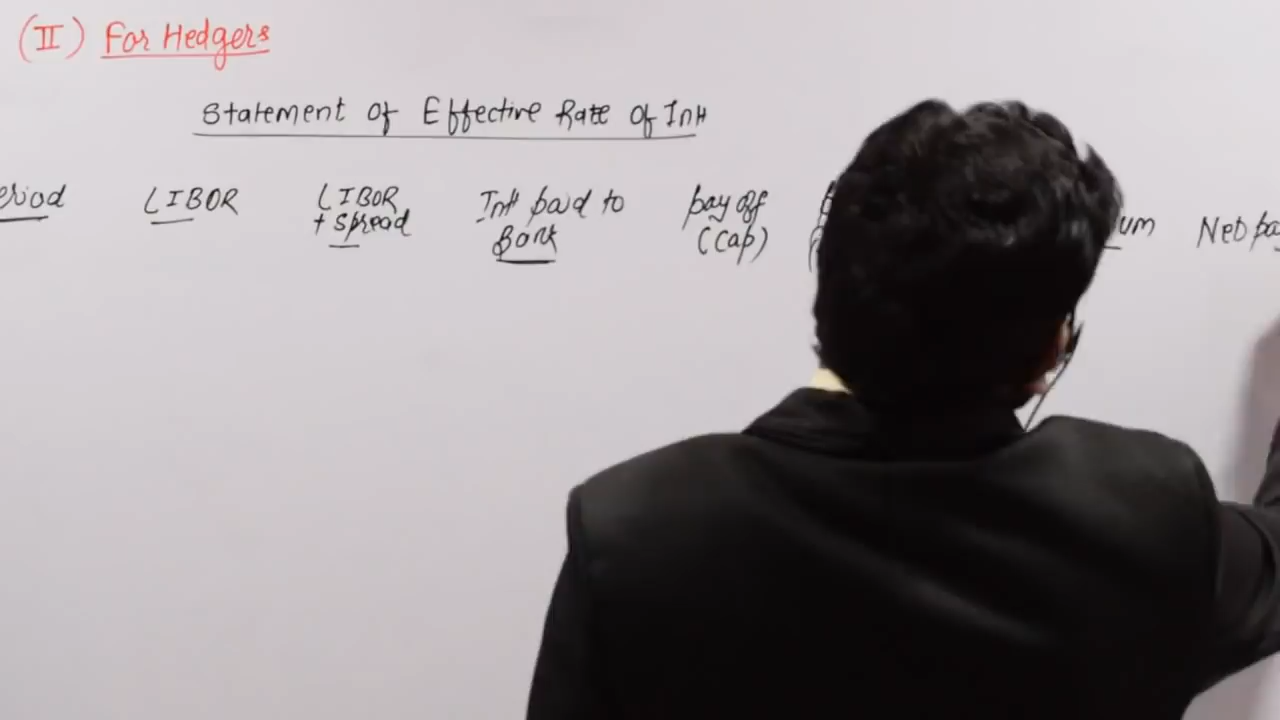 (II) For Hedgers
Statement of Effective Rate of Int
eriod LIBOR LIBOR + Spread Int paid to Bank pay off (Cap) um Net pa